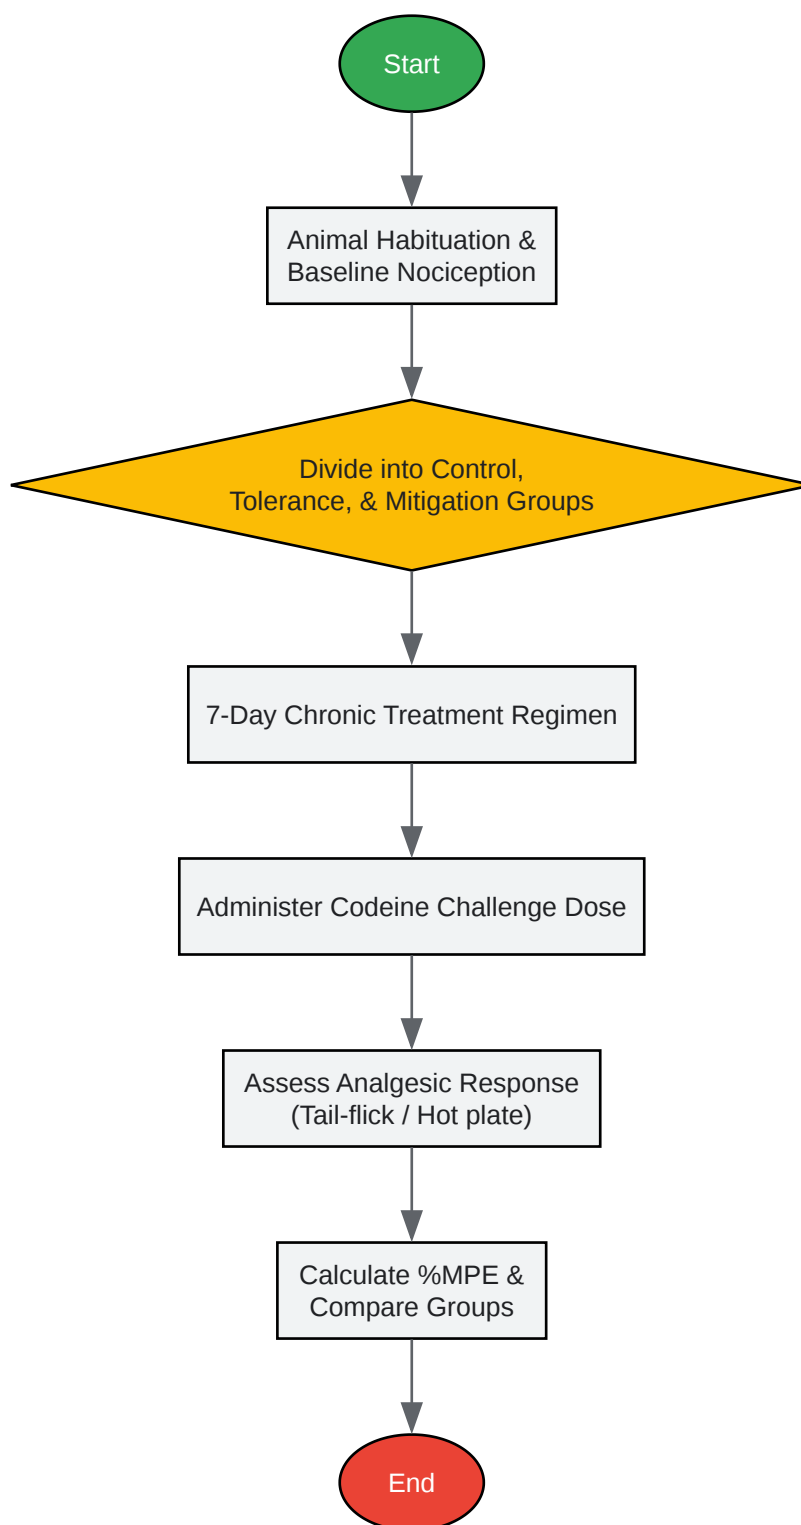 Start
Animal Habituation &
Baseline Nociception
Divide into Control,
Tolerance, & Mitigation Groups
7-Day Chronic Treatment Regimen
Administer Codeine Challenge Dose
Assess Analgesic Response
(Tail-flick / Hot plate)
Calculate %MPE &
Compare Groups
End